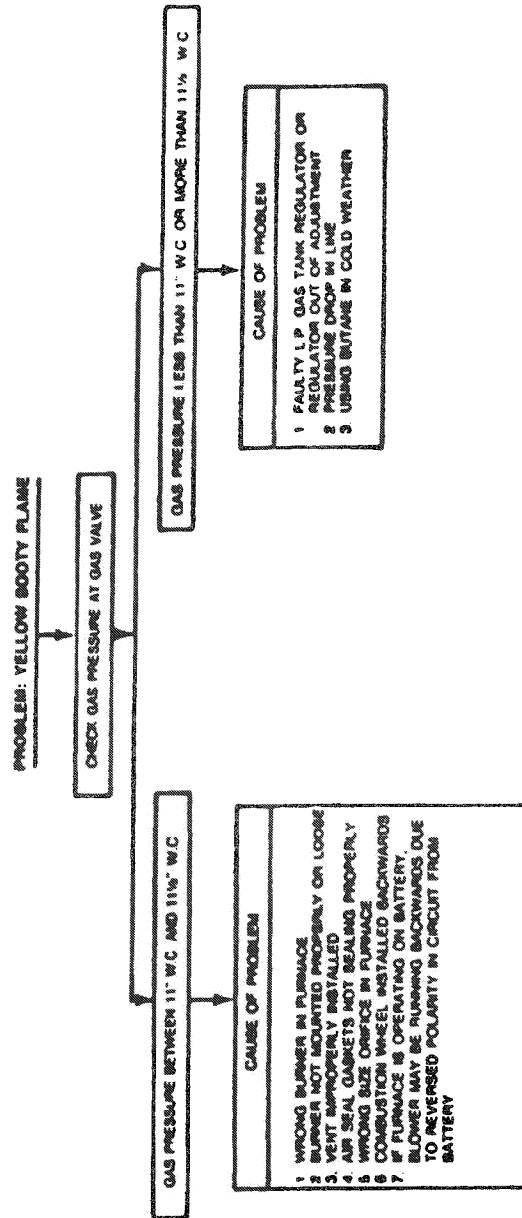 PROBLEM: YELLOW SOOTY FLAME
CHECK GAS PRESSURE AT GAS VALVE
GAS PRESSURE BETWEEN 11" W.C AND 11½" W.C
CAUSE OF PROBLEM
1 WRONG BURNER IN FURNACE
2 BURNER NOT MOUNTED PROPERLY OR LOOSE
3. VENT IMPROPERLY INSTALLED
4. AIR SEAL GASKETS NOT SEALING PROPERLY
5 WRONG SIZE ORIFICE IN FURNACE
6 COMBUSTION WHEEL INSTALLED BACKWARDS
7. IF FURNACE IS OPERATING ON BATTERY,
BLOWER MAY BE RUNNING BACKWARDS DUE
TO REVERSED POLARITY IN CIRCUIT FROM
BATTERY
GAS PRESSURE LESS THAN 11" W C OR MORE THAN 11½ W C
CAUSE OF PROBLEM
1 FAULTY L P GAS TANK REGULATOR OR
REGULATOR OUT OF ADJUSTMENT
2 PRESSURE DROP IN LINE
3 USING BUTANE IN COLD WEATHER